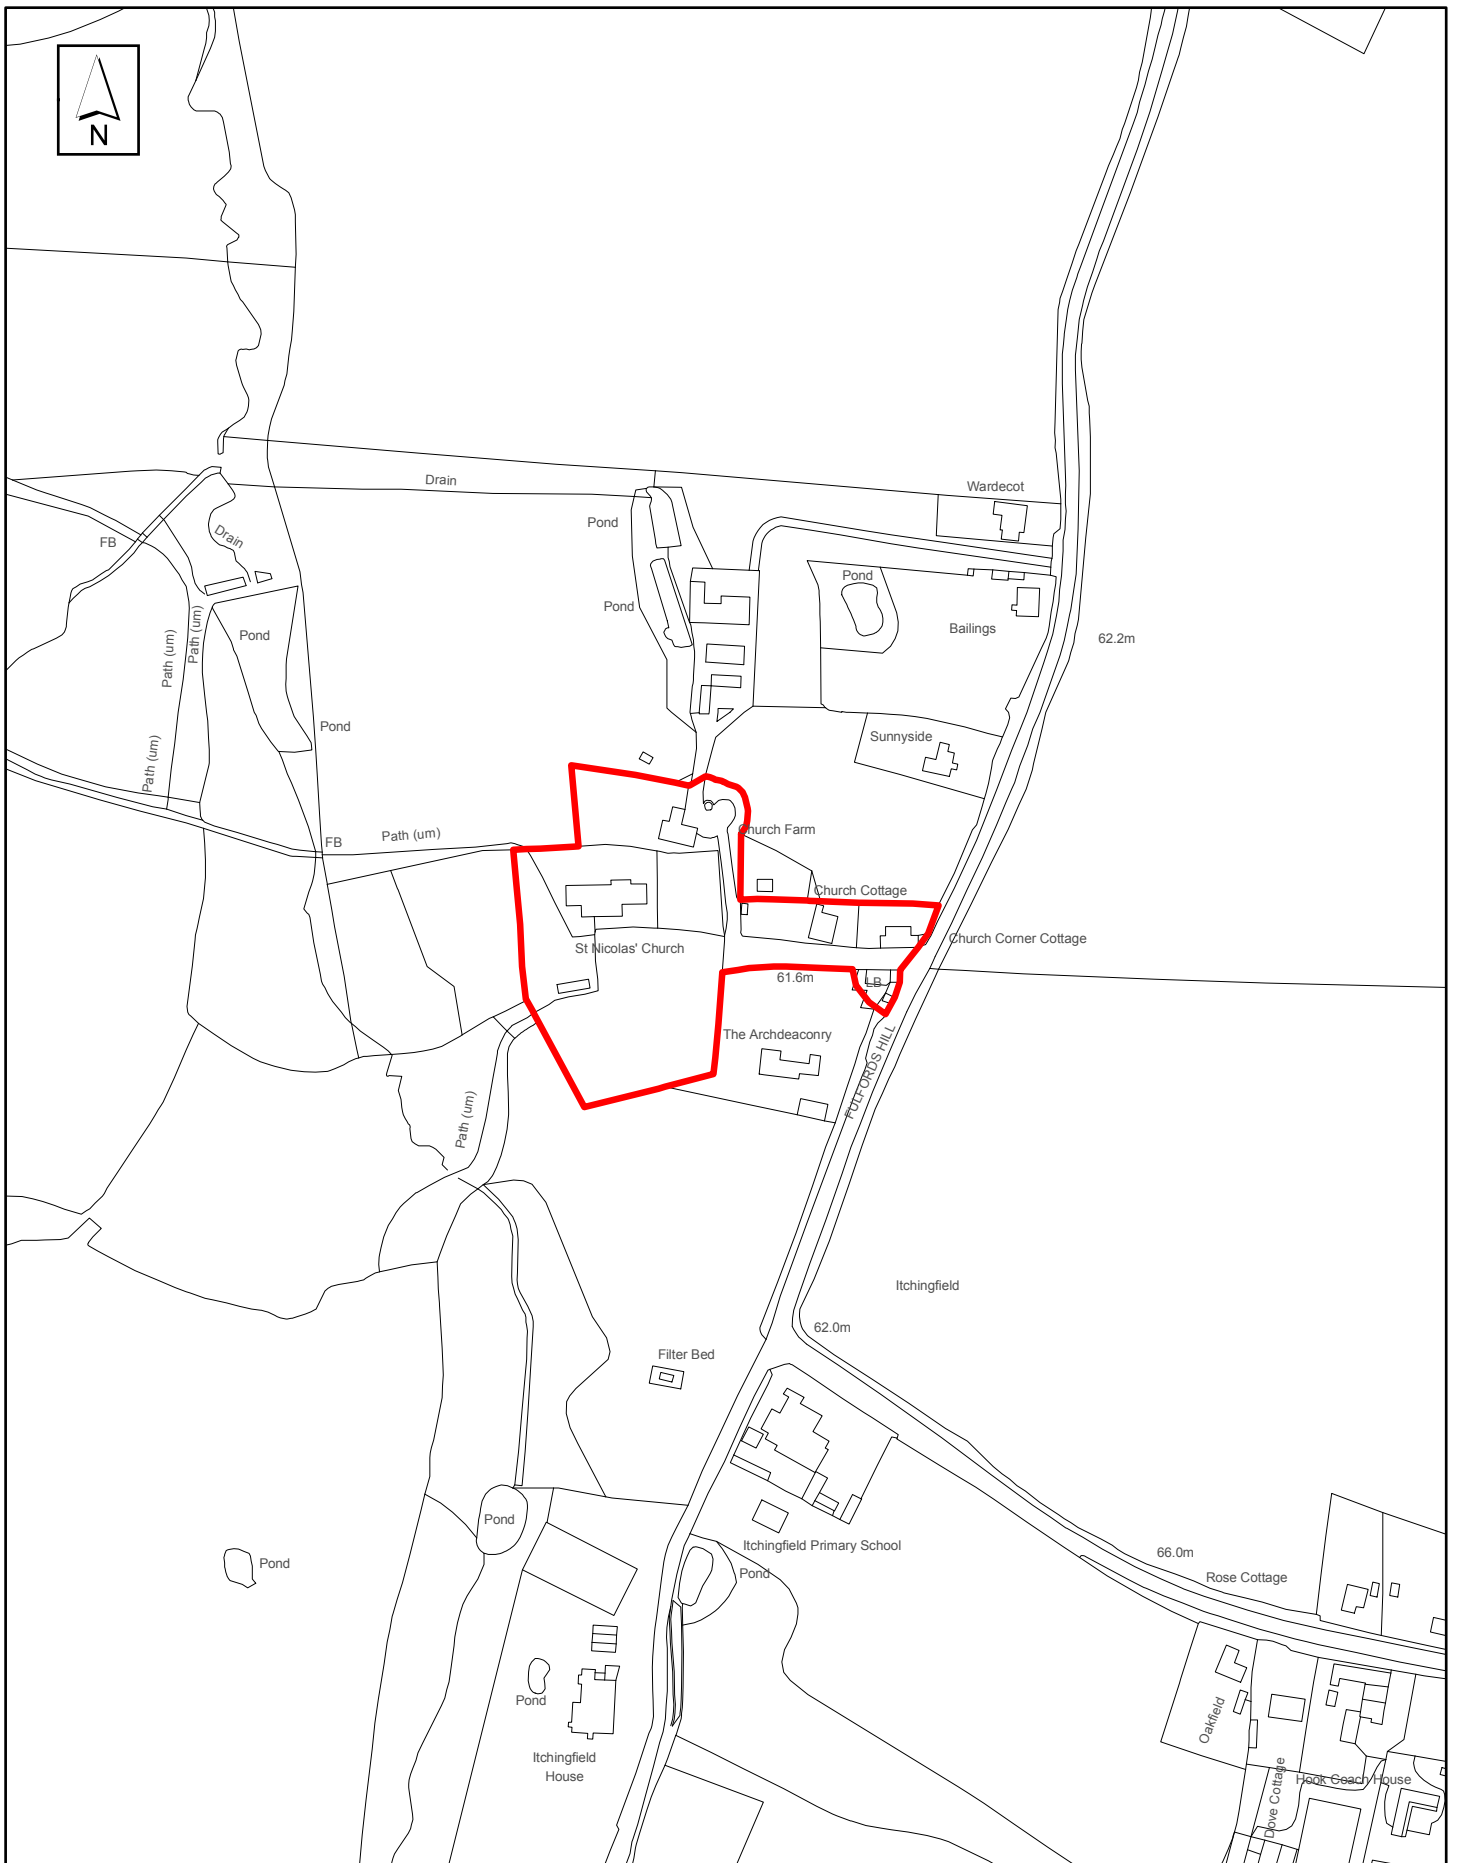 N
Drain
Wardecot
Pond
FB
Drain
Pond
Pond
Path (um)
Path (um)
Pond
Bailings
62.2m
Pond
Sunnyside
Path (um)
Church Farm
FB
Path (um)
Church Cottage
Church Corner Cottage
St Nicolas' Church
61.6m
LB
The Archdeaconry
FULFORDS HILL
Path (um)
Itchingfield
62.0m
Filter Bed
Pond
Itchingfield Primary School
66.0m
Pond
Pond
Rose Cottage
Pond
Oakfield
Itchingfield
House
Dove Cottage
Hook Coach House